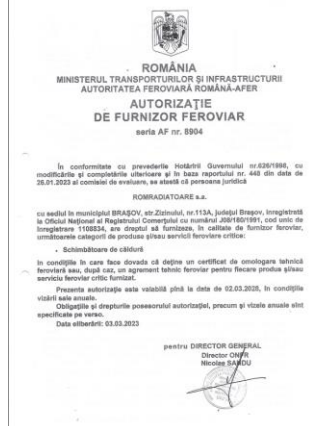 ROMÂNIA
MINISTERUL TRANSPORTURILOR ȘI INFRASTRUCTURII
AUTORITATEA FEROVIARĂ ROMÂNĂ-AFER
AUTORIZAȚIE
DE FURNIZOR FEROVIAR
seria AF nr. 8904
În conformitate cu prevederile Hotărârii Guvernului nr.626/1998, cu
modificările și completările ulterioare și în baza raportului nr. 448 din data de
26.01.2023 al comisiei de evaluare, se atestă că persoana juridică
ROMRADIATOARE s.a.
cu sediul în municipiul BRAȘOV, str.Zizinului, nr.113A, județul Brașov, înregistrată
la Oficiul Național al Registrului Comerțului cu numărul J08/160/1991, cod unic de
înregistrare 1108834, are dreptul să furnizeze, în calitate de furnizor feroviar,
următoarele categorii de produse și/sau servicii feroviare critice:
- Schimbătoare de căldură
în condițiile în care face dovada că deține un certificat de omologare tehnică
feroviară sau, după caz, un agrement tehnic feroviar pentru fiecare produs și/sau
serviciu feroviar critic furnizat.
Prezenta autorizație este valabilă până la data de 02.03.2028, în condițiile
vizării sale anuale.
Obligațiile și drepturile posesorului autorizației, precum și vizele anuale sînt
specificate pe verso.
Data eliberării: 03.03.2023
pentru DIRECTOR GENERAL
Director ONFR
Nicolae SANDU